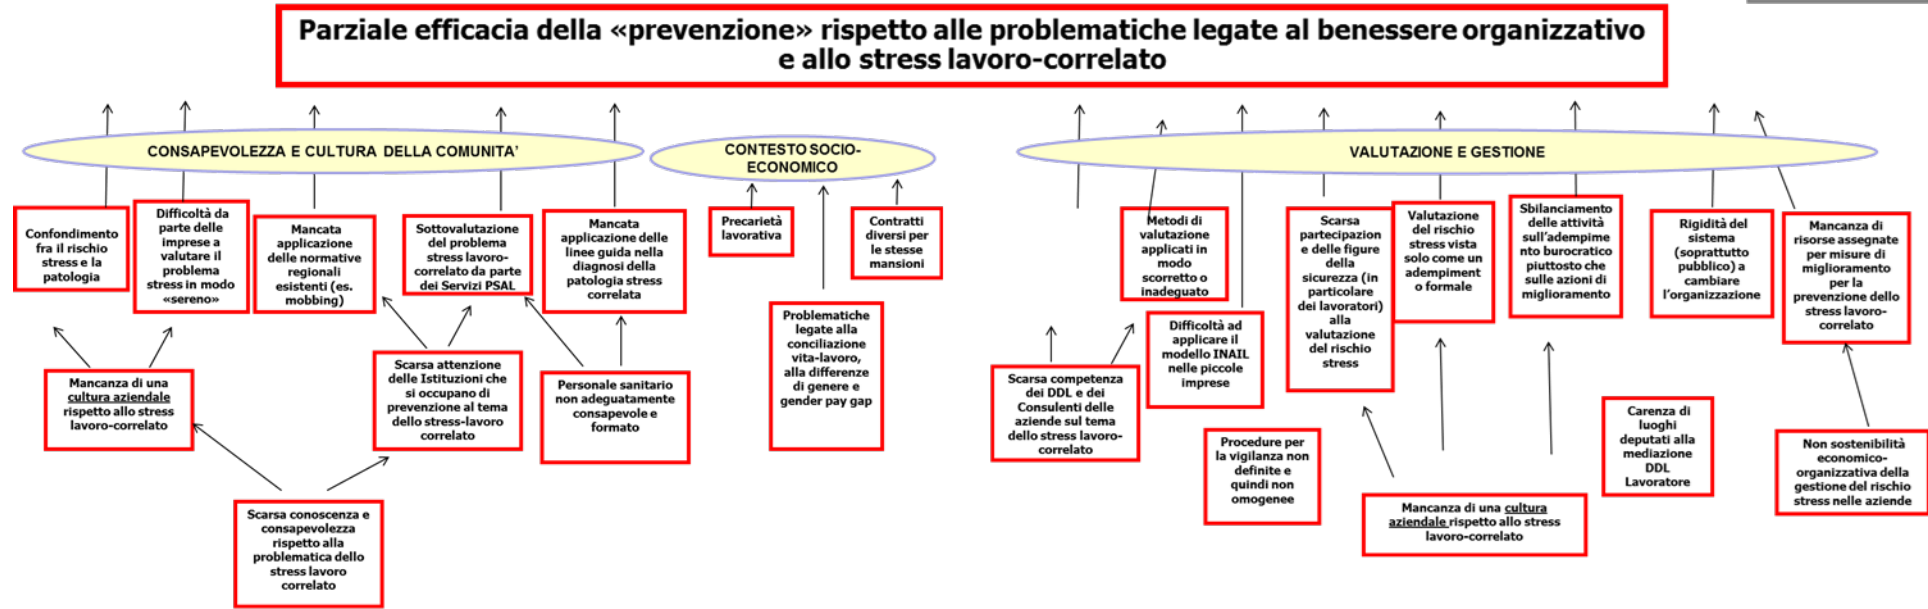 Parziale efficacia della «prevenzione» rispetto alle problematiche legate al benessere organizzativo
e allo stress lavoro-correlato
CONSAPEVOLEZZA E CULTURA DELLA COMUNITA'
CONTESTO SOCIO-
ECONOMICO
VALUTAZIONE E GESTIONE
Confondimento
fra il rischio
stress e la
patologia
Difficoltà da
parte delle
imprese a
valutare il
problema
stress in modo
«sereno»
Mancata
applicazione
delle normative
regionali
esistenti (es.
mobbing)
Sottovalutazione
del problema
stress lavoro-
correlato da parte
dei Servizi PSAL
Mancata
applicazione delle
linee guida nella
diagnosi della
patologia stress
correlata
Precarietà
lavorativa
Contratti
diversi per
le stesse
mansioni
Metodi di
valutazione
applicati in
modo
scorretto o
inadeguato
Scarsa
partecipazion
e delle figure
della
sicurezza (in
particolare
dei lavoratori)
alla
valutazione
del rischio
stress
Valutazione
del rischio
stress vista
solo come un
adempiment
o formale
Sbilanciamento
delle attività
sull'adempime
nto burocratico
piuttosto che
sulle azioni di
miglioramento
Rigidità del
sistema
(soprattutto
pubblico) a
cambiare
l'organizzazione
Mancanza di
risorse assegnate
per misure di
miglioramento
per la
prevenzione dello
stress lavoro-
correlato
Mancanza di una
cultura aziendale
rispetto allo stress
lavoro-correlato
Scarsa attenzione
delle Istituzioni che
si occupano di
prevenzione al tema
dello stress-lavoro
correlato
Personale sanitario
non adeguatamente
consapevole e
formato
Problematiche
legate alla
conciliazione
vita-lavoro,
alla differenze
di genere e
gender pay gap
Scarsa competenza
dei DDL e dei
Consulenti delle
aziende sul tema
dello stress lavoro-
correlato
Difficoltà ad
applicare il
modello INAIL
nelle piccole
imprese
Procedure per
la vigilanza non
definite e
quindi non
omogenee
Carenza di
luoghi
deputati alla
mediazione
DDL
Lavoratore
Non sostenibilità
economico-
organizzativa della
gestione del rischio
stress nelle aziende
Scarsa conoscenza e
consapevolezza
rispetto alla
problematica dello
stress lavoro
correlato
Mancanza di una cultura
aziendale rispetto allo stress
lavoro-correlato